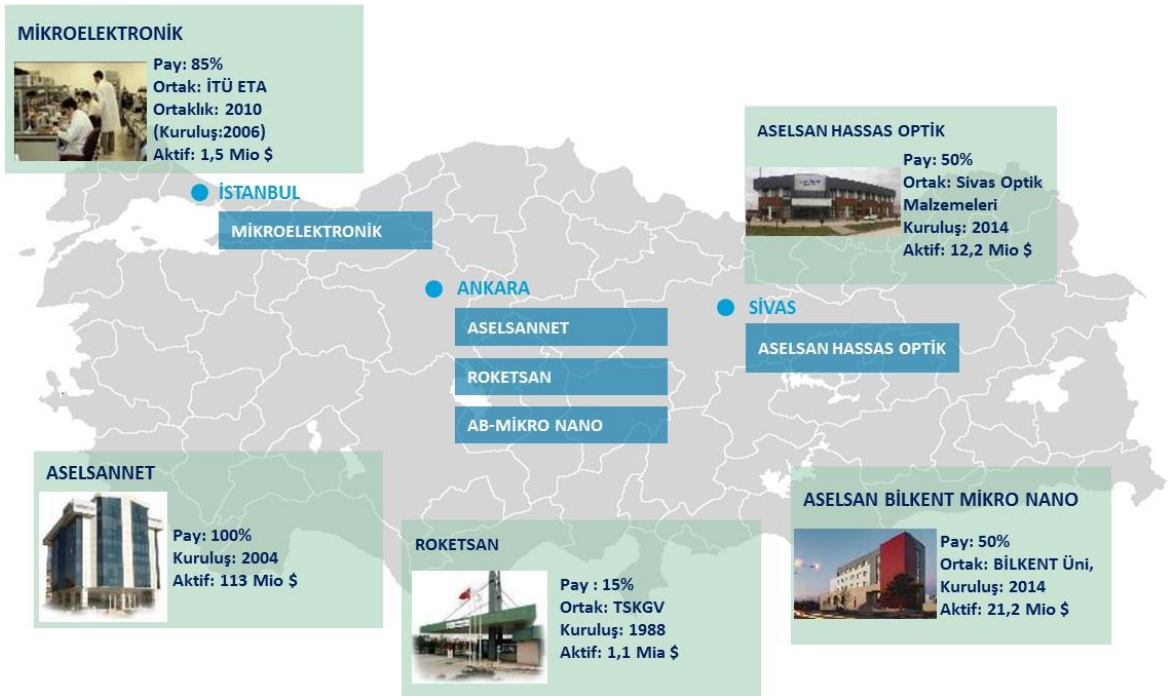 MİKROELEKTRONİK
Pay: 85%
Ortak: İTÜ ETA
Ortaklık: 2010
(Kuruluş:2006)
Aktif: 1,5 Mio $
ASELSAN HASSAS OPTİK
Pay: 50%
Ortak: Sivas Optik
Malzemeleri
Kuruluş: 2014
Aktif: 12,2 Mio $
İSTANBUL
MİKROELEKTRONİK
ANKARA
ASELSANNET
ROKETSAN
AB-MİKRO NANO
SİVAS
ASELSAN HASSAS OPTİK
ASELSANNET
Pay: 100%
Kuruluş: 2004
Aktif: 113 Mio $
ROKETSAN
Pay : 15%
Ortak: TSKGV
Kuruluş: 1988
Aktif: 1,1 Mia $
ASELSAN BİLKENT MİKRO NANO
Pay: 50%
Ortak: BİLKENT Üni,
Kuruluş: 2014
Aktif: 21,2 Mio $